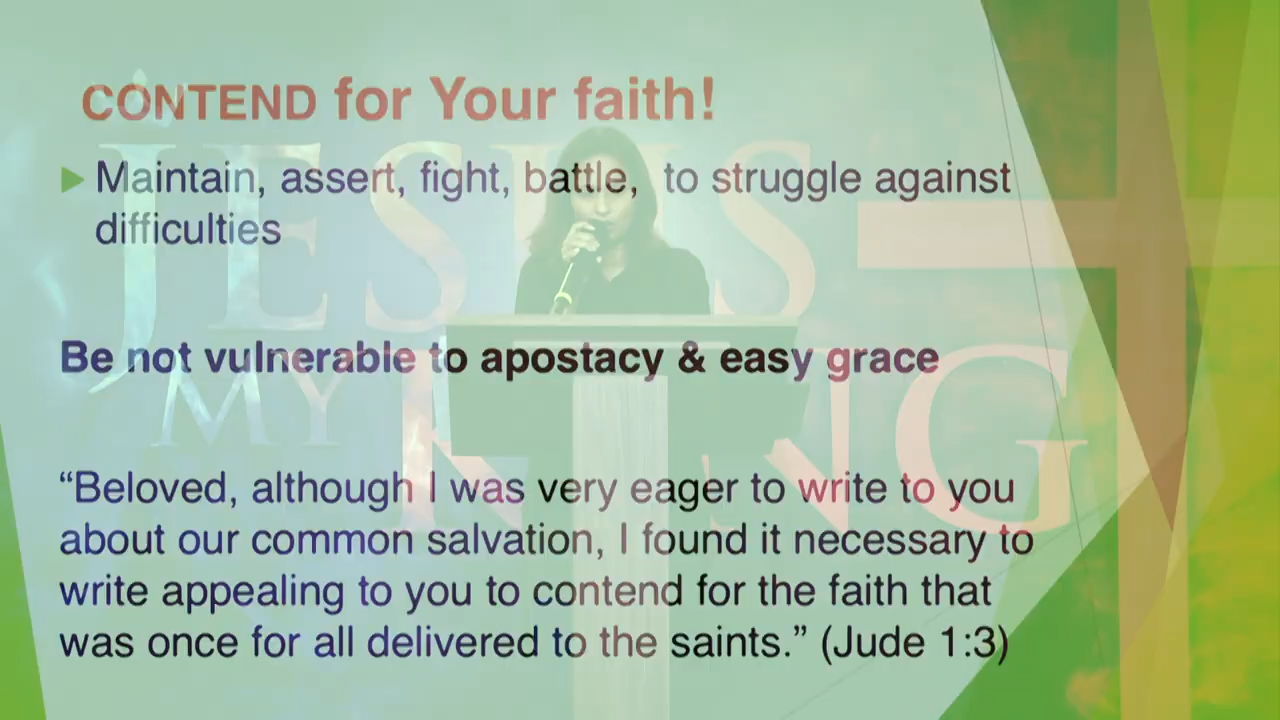 CONTEND for Your faith!
Maintain, assert, fight, battle, to struggle against
difficulties
Be not vulnerable to apostacy & easy grace
“Beloved, although I was very eager to write to you
about our common salvation, I found it necessary to
write appealing to you to contend for the faith that
was once for all delivered to the saints.” (Jude 1:3)
JESUS
MY KING